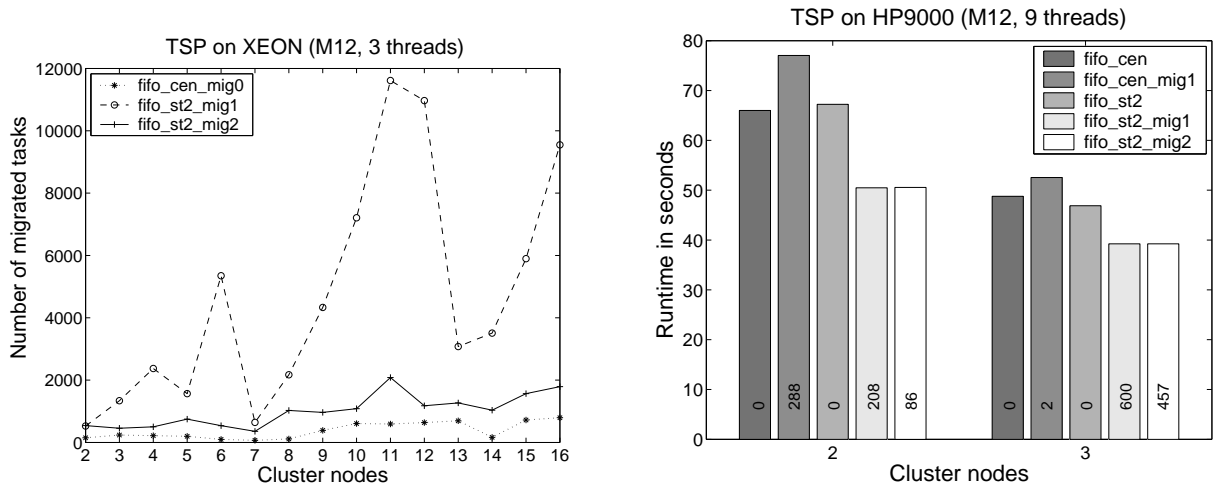 TSP on XEON (M12, 3 threads)
12000
10000
8000
6000
4000
2000
0
Number of migrated tasks
fifo_cen_mig0
fifo_st2_mig1
fifo_st2_mig2
2 3 4 5 6 7 8 9 10 11 12 13 14 15 16
Cluster nodes
TSP on HP9000 (M12, 9 threads)
80
70
60
50
40
30
20
10
0
Runtime in seconds
fifo_cen
fifo_cen_mig1
fifo_st2
fifo_st2_mig1
fifo_st2_mig2
0 288 0 208 86 0 2 0 600 457
2 3
Cluster nodes